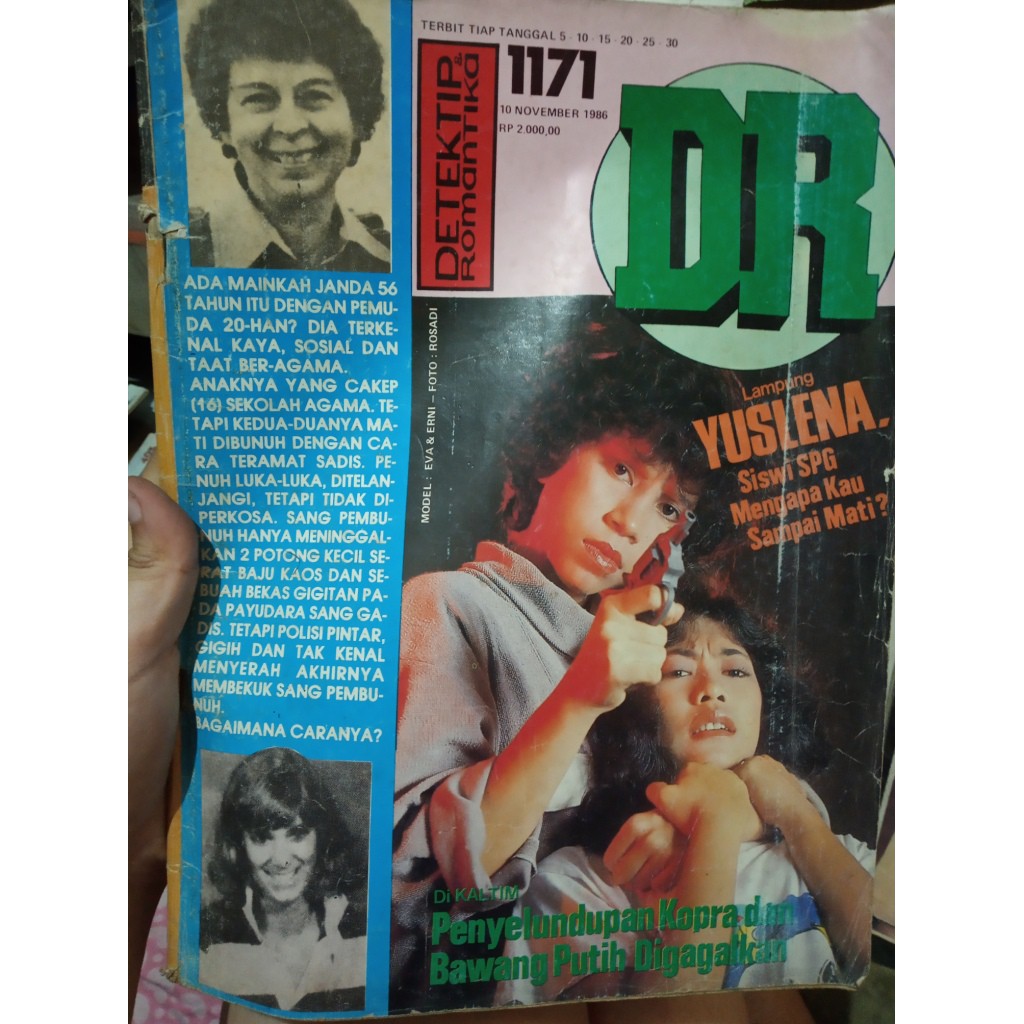 TERBIT TIAP TANGGAL 5 - 10 - 15 - 20 - 25 - 30
DETEKTIP
& Romantika
1171
10 NOVEMBER 1986
RP 2.000,00
DR
ADA MAINKAH JANDA 56
TAHUN ITU DENGAN PEMU-
DA 20-HAN? DIA TERKE-
NAL KAYA, SOSIAL DAN
TAAT BER-AGAMA.
ANAKNYA YANG CAKEP
(16) SEKOLAH AGAMA. TE-
TAPI KEDUA-DUANYA MA-
TI DIBUNUH DENGAN CA-
RA TERAMAT SADIS. PE-
NUH LUKA-LUKA, DITELAN-
JANGI, TETAPI TIDAK DI-
PERKOSA. SANG PEMBU-
NUH HANYA MENINGGAL-
KAN 2 POTONG KECIL SE-
RAT BAJU KAOS DAN SE-
BUAH BEKAS GIGITAN PA-
DA PAYUDARA SANG GA-
DIS. TETAPI POLISI PINTAR,
GIGIH DAN TAK KENAL
MENYERAH AKHIRNYA
MEMBEKUK SANG PEMBU-
NUH.
BAGAIMANA CARANYA?
MODEL : EVA & ERNI – FOTO : ROSADI
Lampung
YUSLENA.
Siswi SPG
Mengapa Kau
Sampai Mati?
Di KALTIM
Penyelundupan Kopra dan
Bawang Putih Digagalkan